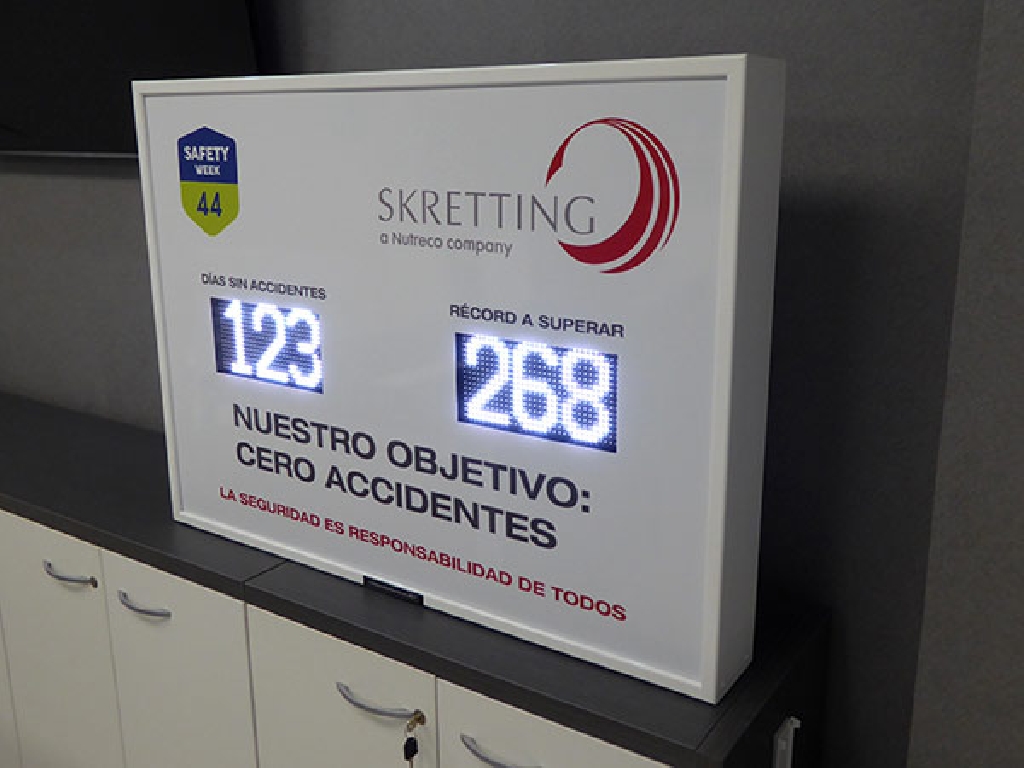 SAFETY
WEEK
44
SKRETTING
a Nutreco company
DÍAS SIN ACCIDENTES
123
RÉCORD A SUPERAR
268
NUESTRO OBJETIVO:
CERO ACCIDENTES
LA SEGURIDAD ES RESPONSABILIDAD DE TODOS